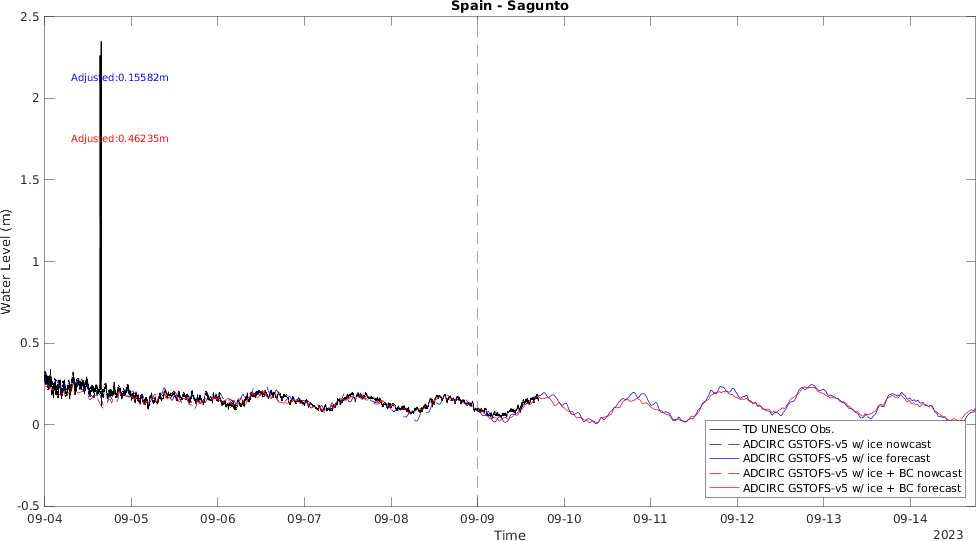 Spain - Sagunto
2.5
2
1.5
1
0.5
0
-0.5
Water Level (m)
Adjusted:0.15582m
Adjusted:0.46235m
TD UNESCO Obs.
ADCIRC GSTOFS-v5 w/ ice nowcast
ADCIRC GSTOFS-v5 w/ ice forecast
ADCIRC GSTOFS-v5 w/ ice + BC nowcast
ADCIRC GSTOFS-v5 w/ ice + BC forecast
09-04 09-05 09-06 09-07 09-08 09-09 09-10 09-11 09-12 09-13 09-14
Time
2023